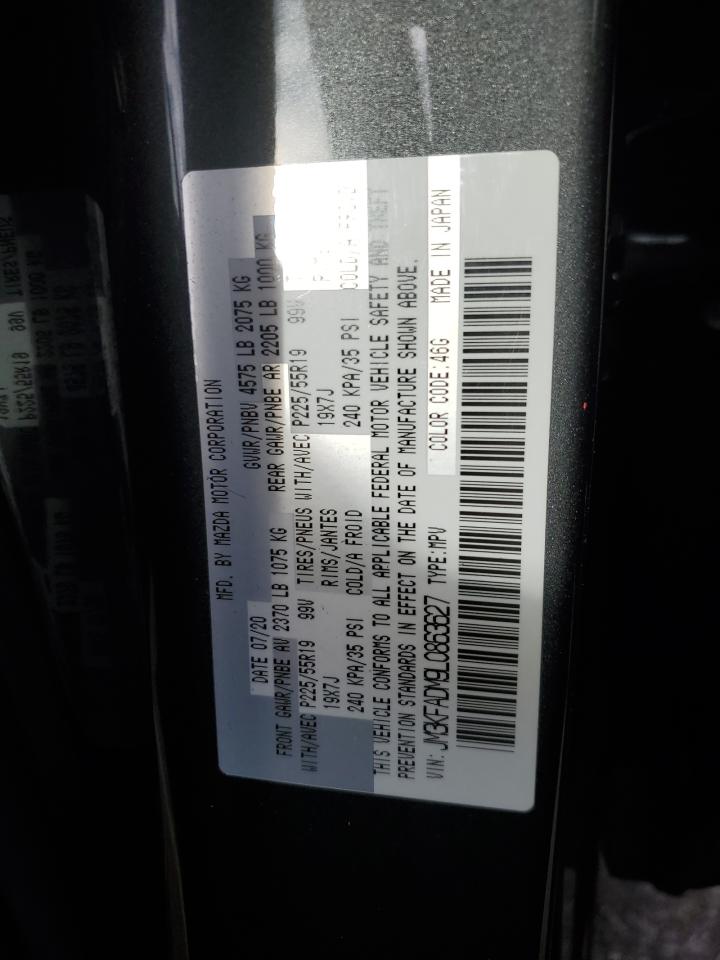 MFD. BY MAZDA MOTOR CORPORATION
DATE 07/20 GVWR/PNBV 4575 LB 2075 KG
FRONT GAWR/PNBE AV 2370 LB 1075 KG REAR GAWR/PNBE AR 2205 LB 1000 KG
WITH/AVEC P225/55R19 99V TIRES/PNEUS WITH/AVEC P225/55R19 99V
19X7J RIMS/JANTES 19X7J
240 KPA/35 PSI COLD/A FROID 240 KPA/35 PSI COLD/A
THIS VEHICLE CONFORMS TO ALL APPLICABLE FEDERAL MOTOR VEHICLE SAFETY AND THEFT
PREVENTION STANDARDS IN EFFECT ON THE DATE OF MANUFACTURE SHOWN ABOVE.
VIN: JM3KFADM9L0863627 TYPE:MPV COLOR CODE:46G MADE IN JAPAN